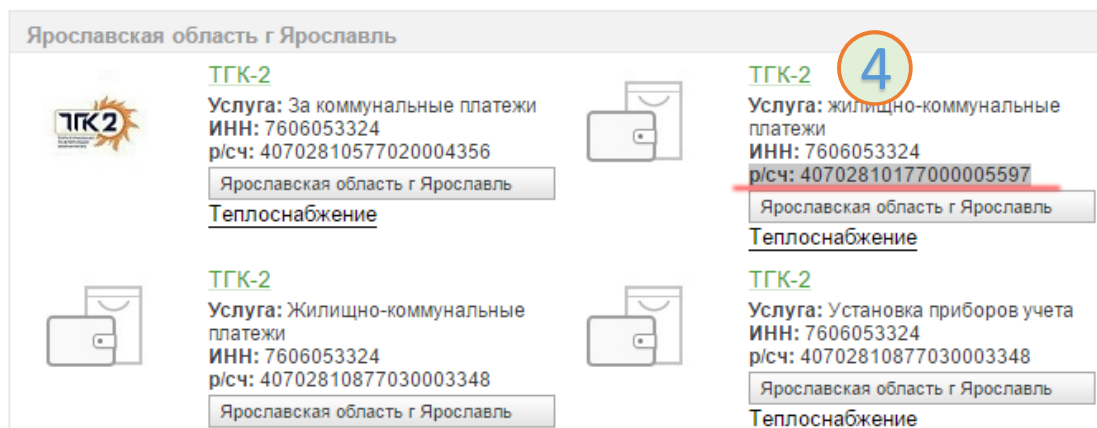 Ярославская область г Ярославль
ТГК-2
Услуга: За коммунальные платежи
ИНН: 7606053324
р/сч: 40702810577020004356
Ярославская область г Ярославль
Теплоснабжение
ТГК2
4
ТГК-2
Услуга: жилищно-коммунальные
платежи
ИНН: 7606053324
р/сч: 40702810177000005597
Ярославская область г Ярославль
Теплоснабжение
ТГК-2
Услуга: Жилищно-коммунальные
платежи
ИНН: 7606053324
р/сч: 40702810877030003348
Ярославская область г Ярославль
ТГК-2
Услуга: Установка приборов учета
ИНН: 7606053324
р/сч: 40702810877030003348
Ярославская область г Ярославль
Теплоснабжение